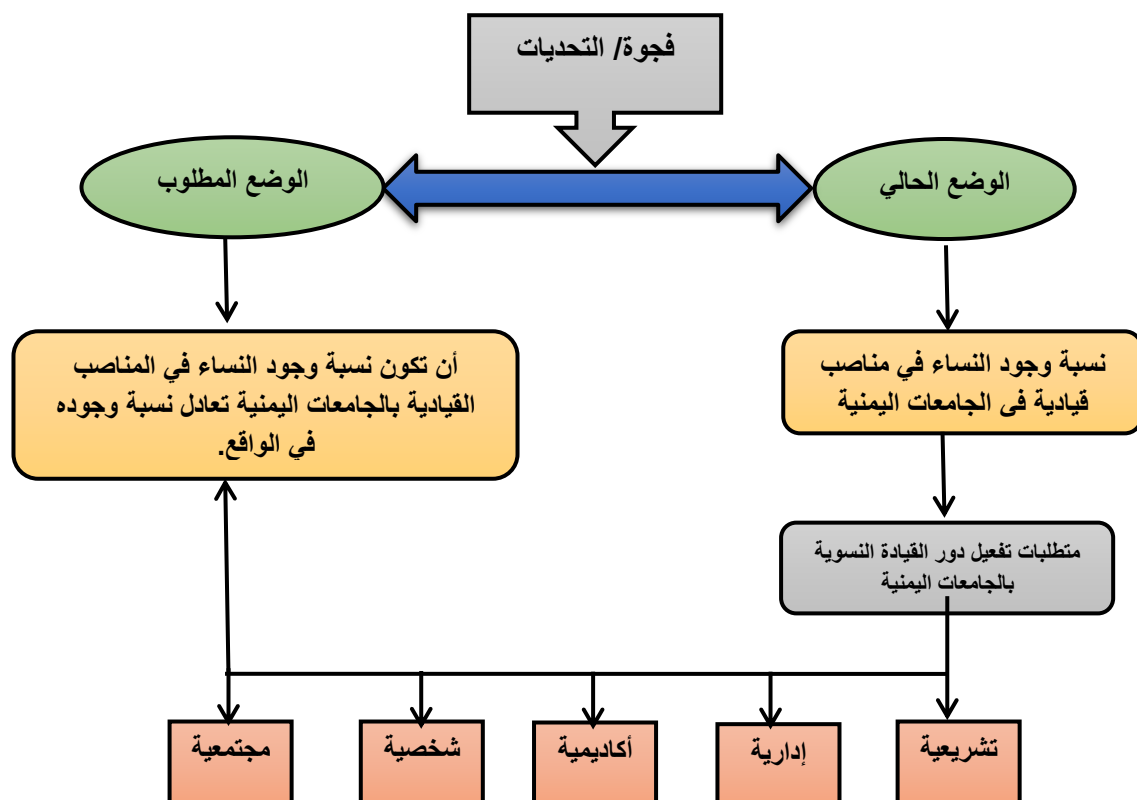 فجوة/ التحديات
الوضع الحالي
الوضع المطلوب
نسبة وجود النساء في مناصب
قيادية فى الجامعات اليمنية
أن تكون نسبة وجود النساء في المناصب
القيادية بالجامعات اليمنية تعادل نسبة وجوده
في الواقع.
متطلبات تفعيل دور القيادة النسوية
بالجامعات اليمنية
تشريعية
إدارية
أكاديمية
شخصية
مجتمعية